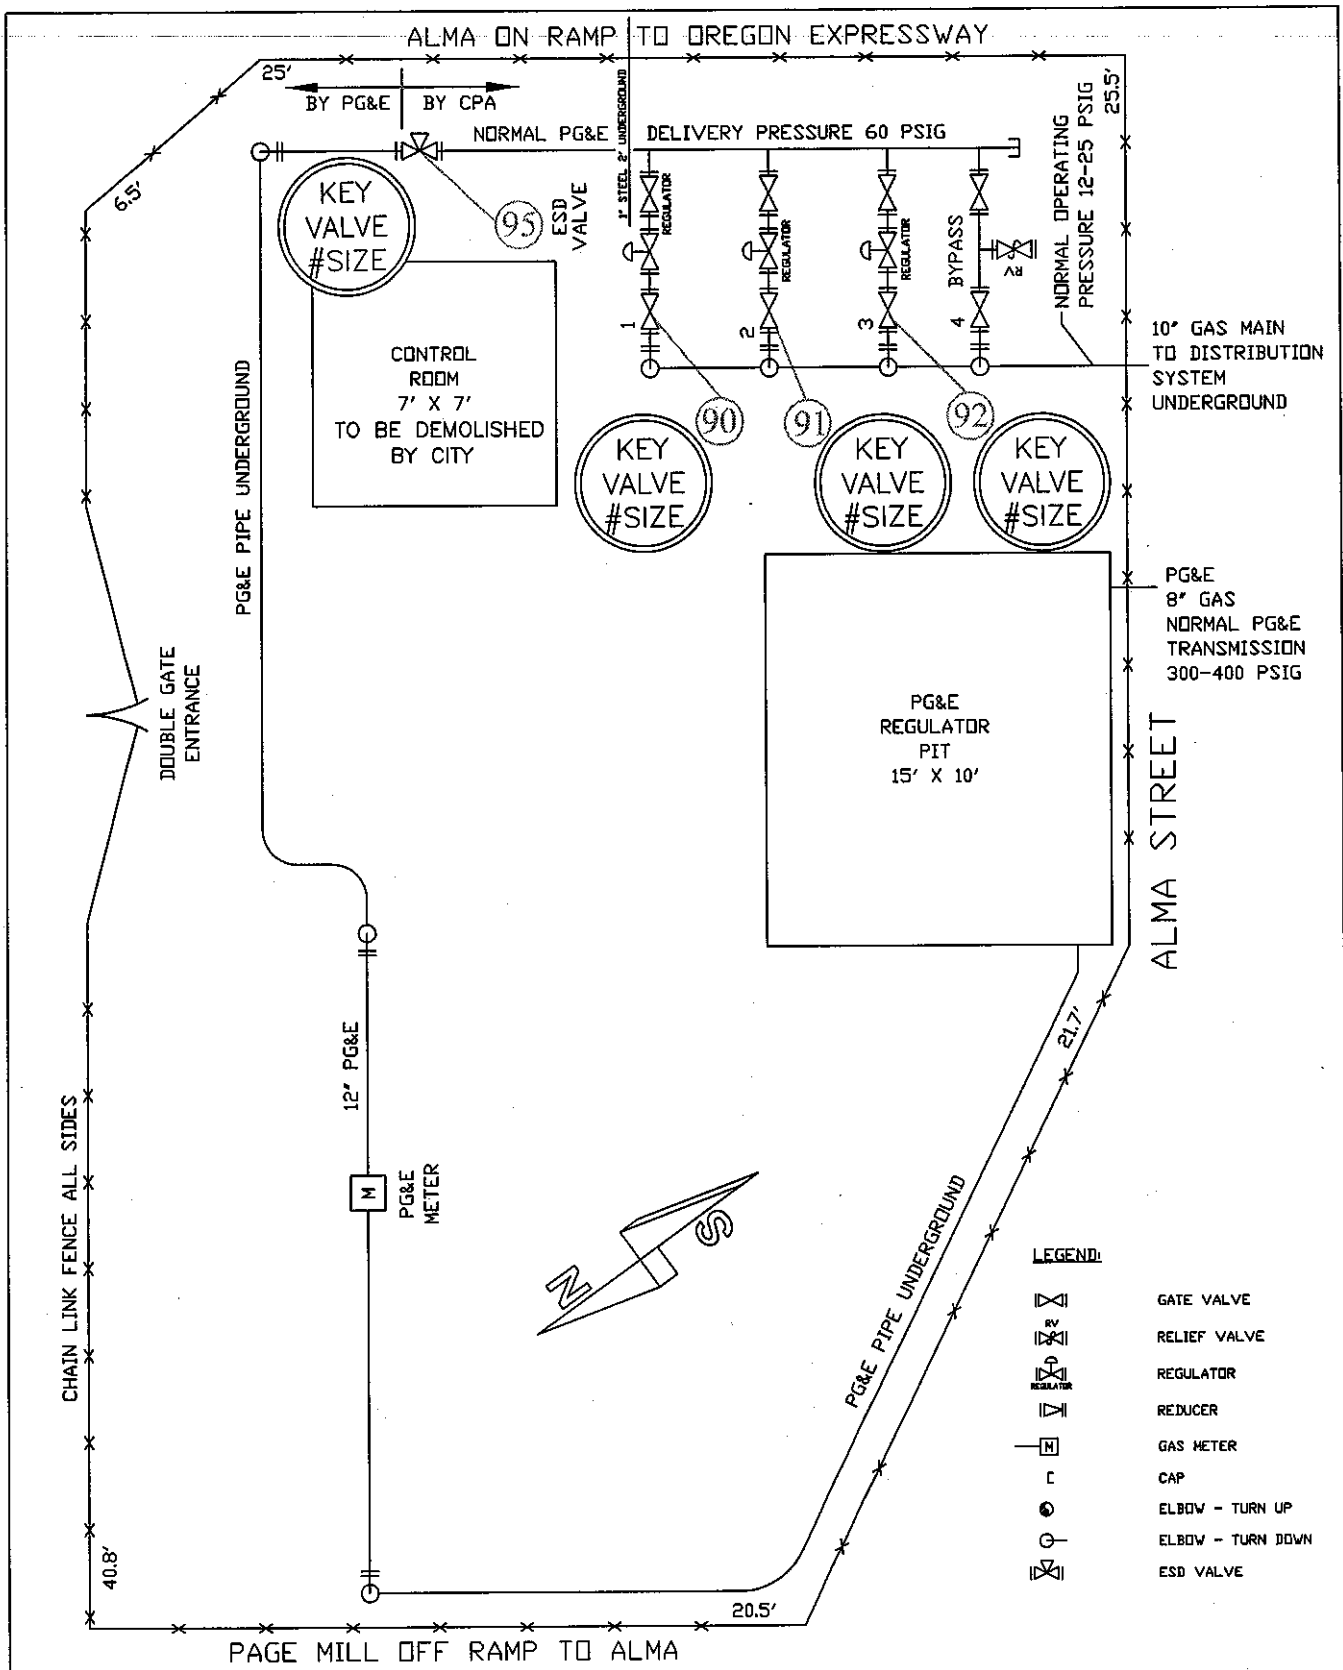 ALMA ON RAMP TO OREGON EXPRESSWAY
25'
BY PG&E
BY CPA
6.5'
25.5'
NORMAL PG&E
DELIVERY PRESSURE 60 PSIG
1" STEEL 2' UNDERGROUND
NORMAL OPERATING
PRESSURE 12-25 PSIG
KEY
VALVE
#SIZE
95
ESD
VALVE
REGULATOR
REGULATOR
REGULATOR
BYPASS
RV
1
2
3
4
10" GAS MAIN
TO DISTRIBUTION
SYSTEM
UNDERGROUND
CONTROL
ROOM
7' X 7'
TO BE DEMOLISHED
BY CITY
90
91
92
KEY
VALVE
#SIZE
KEY
VALVE
#SIZE
KEY
VALVE
#SIZE
PG&E PIPE UNDERGROUND
PG&E
8" GAS
NORMAL PG&E
TRANSMISSION
300-400 PSIG
DOUBLE GATE
ENTRANCE
PG&E
REGULATOR
PIT
15' X 10'
ALMA STREET
21.7'
12" PG&E
CHAIN LINK FENCE ALL SIDES
M
PG&E
METER
N
S
PG&E PIPE UNDERGROUND
40.8'
20.5'
PAGE MILL OFF RAMP TO ALMA
LEGEND:
GATE VALVE
RV
RELIEF VALVE
REGULATOR
REGULATOR
REDUCER
M
GAS METER
CAP
ELBOW - TURN UP
ELBOW - TURN DOWN
ESD VALVE